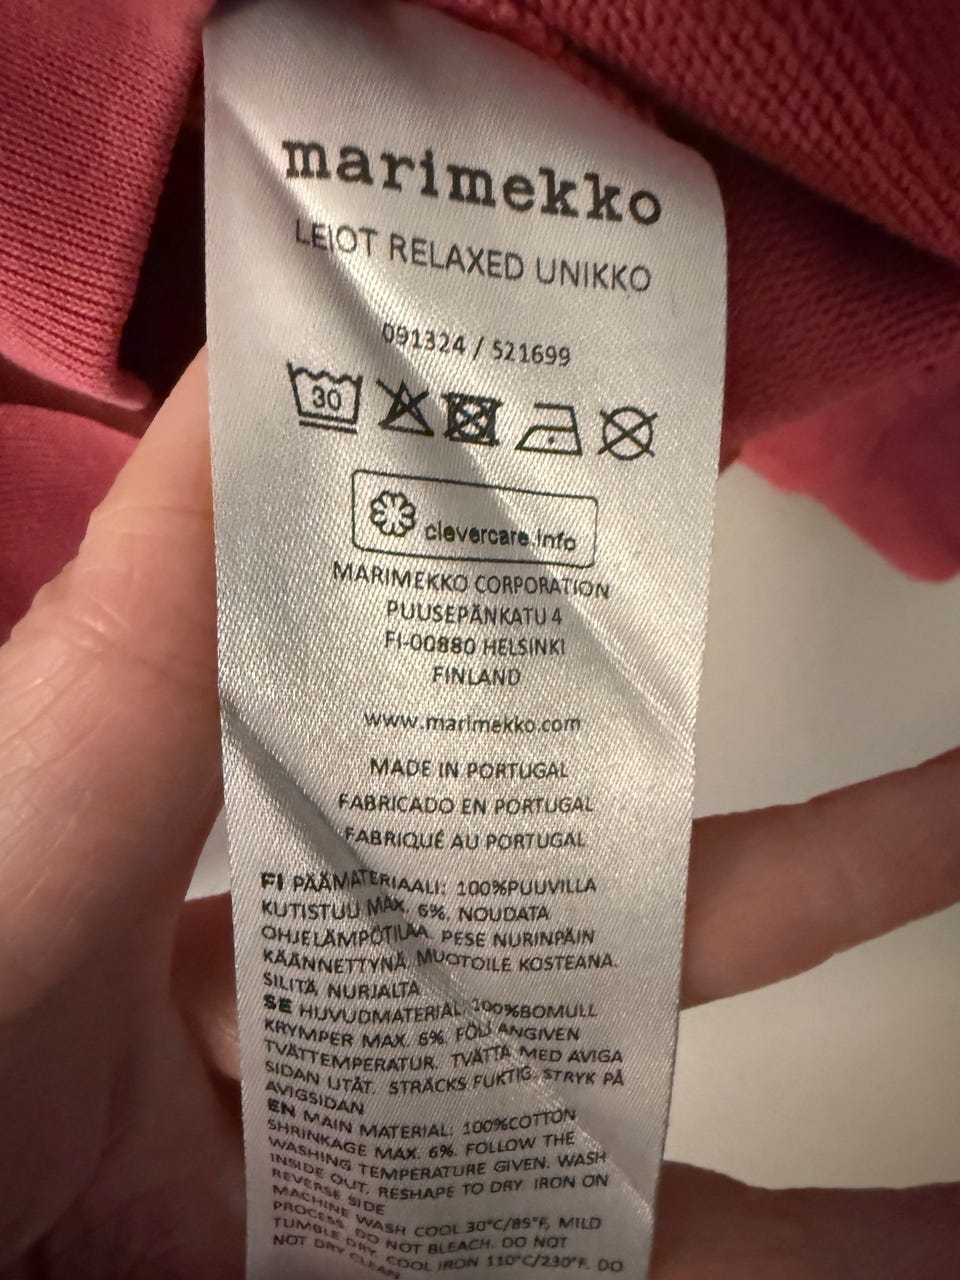 marimekko
LEIOT RELAXED UNIKKO
091324 / 521699
30
clevercare.info
MARIMEKKO CORPORATION
PUUSEPÄNKATU 4
FI-00880 HELSINKI
FINLAND
www.marimekko.com
MADE IN PORTUGAL
FABRICADO EN PORTUGAL
FABRIQUÉ AU PORTUGAL
FI PÄÄMATERIAALI: 100%PUUVILLA
KUTISTUU MAX. 6%. NOUDATA
OHJELÄMPÖTILAA. PESE NURINPÄIN
KÄÄNNETTYNÄ. MUOTOILE KOSTEANA.
SILITÄ NURJALTA
SE HUVUDMATERIAL: 100%BOMULL
KRYMPER MAX. 6%. FÖLJ ANGIVEN
TVÄTTEMPERATUR. TVÄTTA MED AVIGA
SIDAN UTÅT. STRÄCKS FUKTIG. STRYK PÅ
AVIGSIDAN
EN MAIN MATERIAL: 100%COTTON
SHRINKAGE MAX. 6%. FOLLOW THE
WASHING TEMPERATURE GIVEN. WASH
INSIDE OUT. RESHAPE TO DRY. IRON ON
REVERSE SIDE
MACHINE WASH COOL 30°C/85°F, MILD
PROCESS. DO NOT BLEACH. DO NOT
TUMBLE DRY. COOL IRON 110°C/230°F. DO
NOT DRY CLEAN